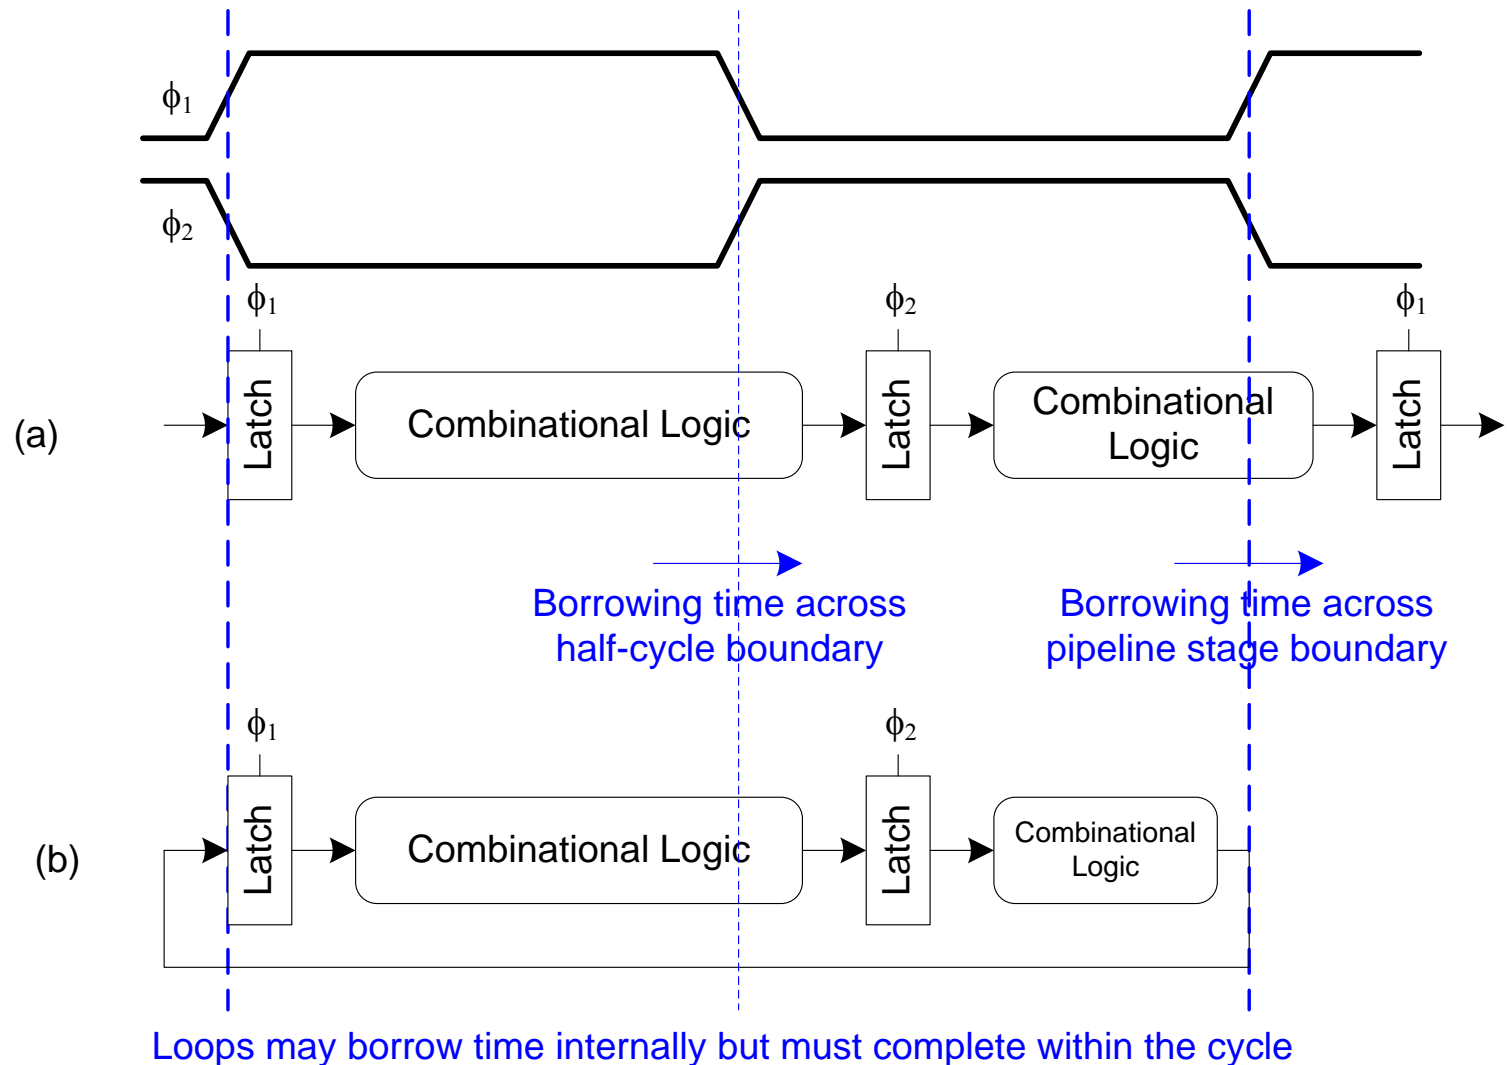 ϕ1
ϕ2
ϕ1 ϕ2 ϕ1
(a)
Latch
Combinational Logic
Latch
Combinational
Logic
Latch
Borrowing time across
half-cycle boundary
Borrowing time across
pipeline stage boundary
ϕ1 ϕ2
(b)
Latch
Combinational Logic
Latch
Combinational
Logic
Loops may borrow time internally but must complete within the cycle